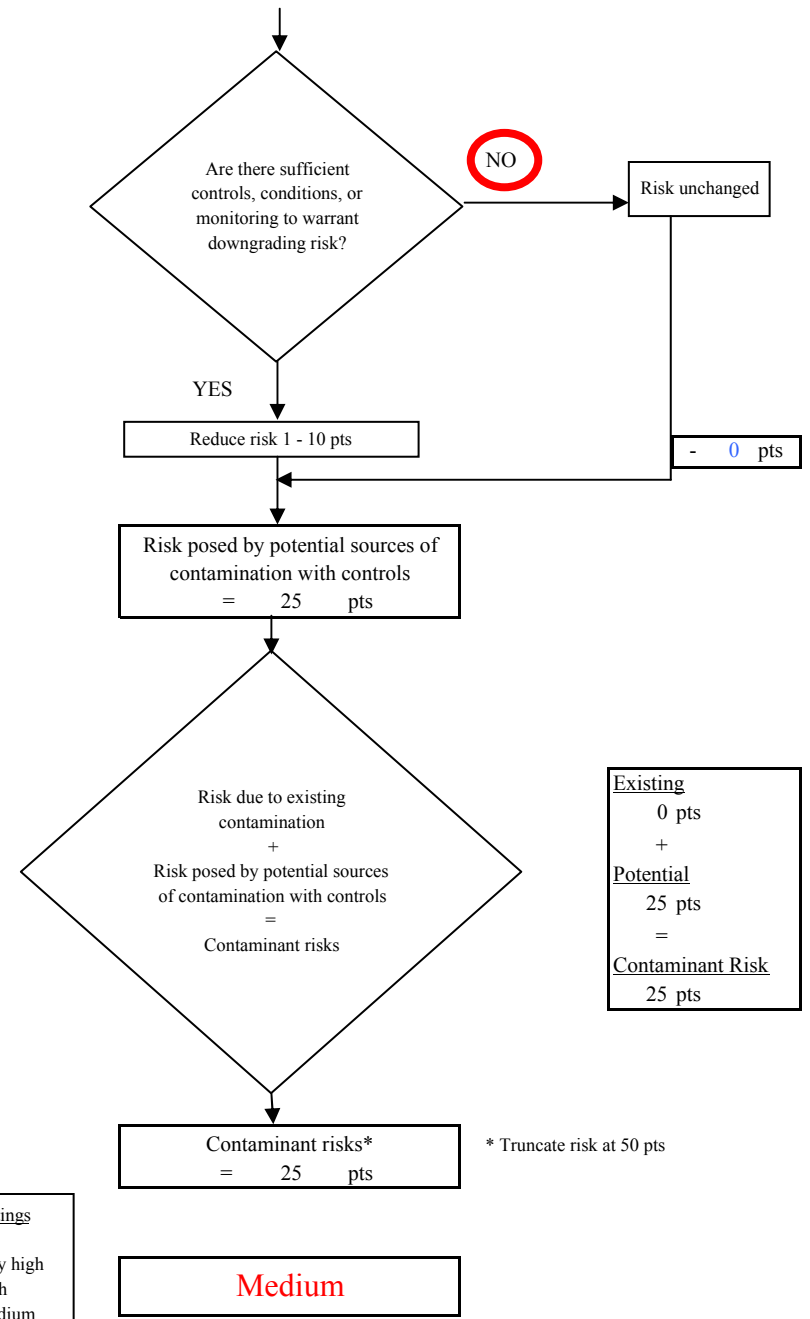 Are there sufficient
controls, conditions, or
monitoring to warrant
downgrading risk?
NO
Risk unchanged
YES
Reduce risk 1 - 10 pts
- 0 pts
Risk posed by potential sources of
contamination with controls
= 25 pts
Risk due to existing
contamination
+
Risk posed by potential sources
of contamination with controls
=
Contaminant risks
Existing
0 pts
+
Potential
25 pts
=
Contaminant Risk
25 pts
Contaminant risks*
= 25 pts
* Truncate risk at 50 pts
high
Medium